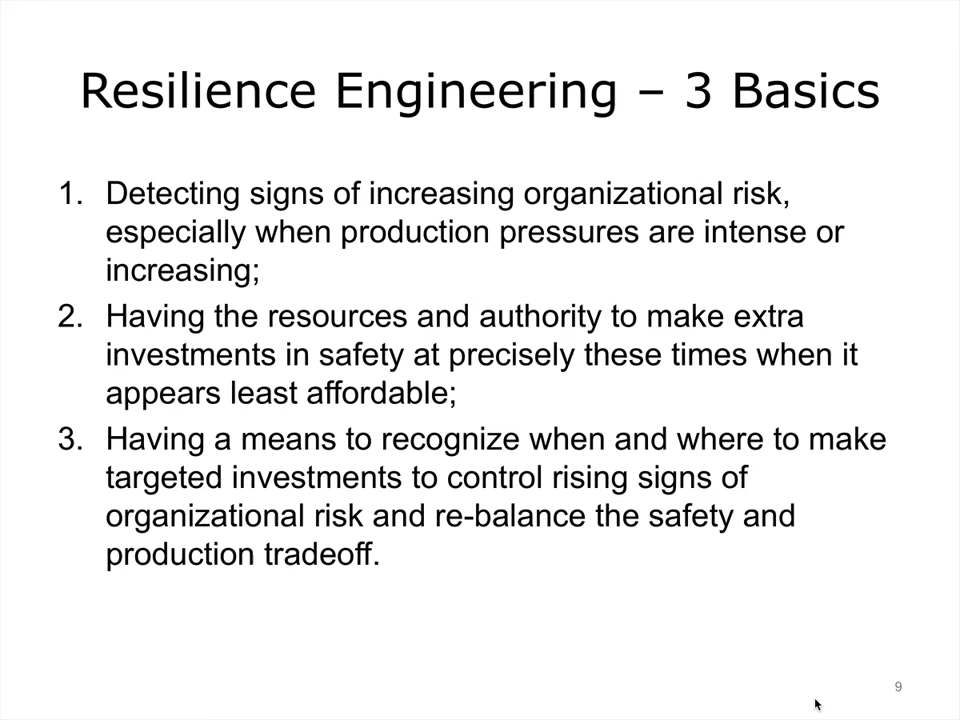 Resilience Engineering – 3 Basics
1. Detecting signs of increasing organizational risk,
especially when production pressures are intense or
increasing;
2. Having the resources and authority to make extra
investments in safety at precisely these times when it
appears least affordable;
3. Having a means to recognize when and where to make
targeted investments to control rising signs of
organizational risk and re-balance the safety and
production tradeoff.
9